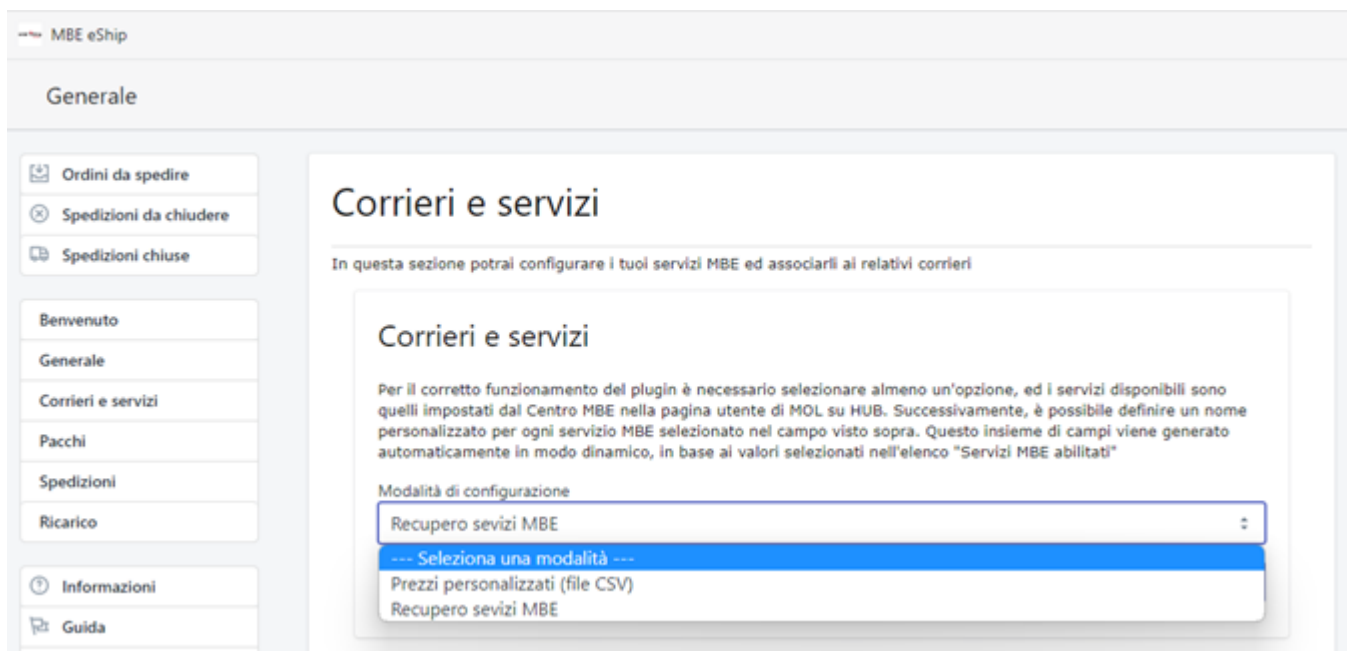 MBE eShip
Generale
Ordini da spedire
Spedizioni da chiudere
Spedizioni chiuse
Benvenuto
Generale
Corrieri e servizi
Pacchi
Spedizioni
Ricarico
Informazioni
Guida
Corrieri e servizi
In questa sezione potrai configurare i tuoi servizi MBE ed associarli ai relativi corrieri
Corrieri e servizi
Per il corretto funzionamento del plugin è necessario selezionare almeno un'opzione, ed i servizi disponibili sono
quelli impostati dal Centro MBE nella pagina utente di MOL su HUB. Successivamente, è possibile definire un nome
personalizzato per ogni servizio MBE selezionato nel campo visto sopra. Questo insieme di campi viene generato
automaticamente in modo dinamico, in base ai valori selezionati nell'elenco "Servizi MBE abilitati"
Modalità di configurazione
Recupero sevizi MBE
--- Seleziona una modalità ---
Prezzi personalizzati (file CSV)
Recupero sevizi MBE